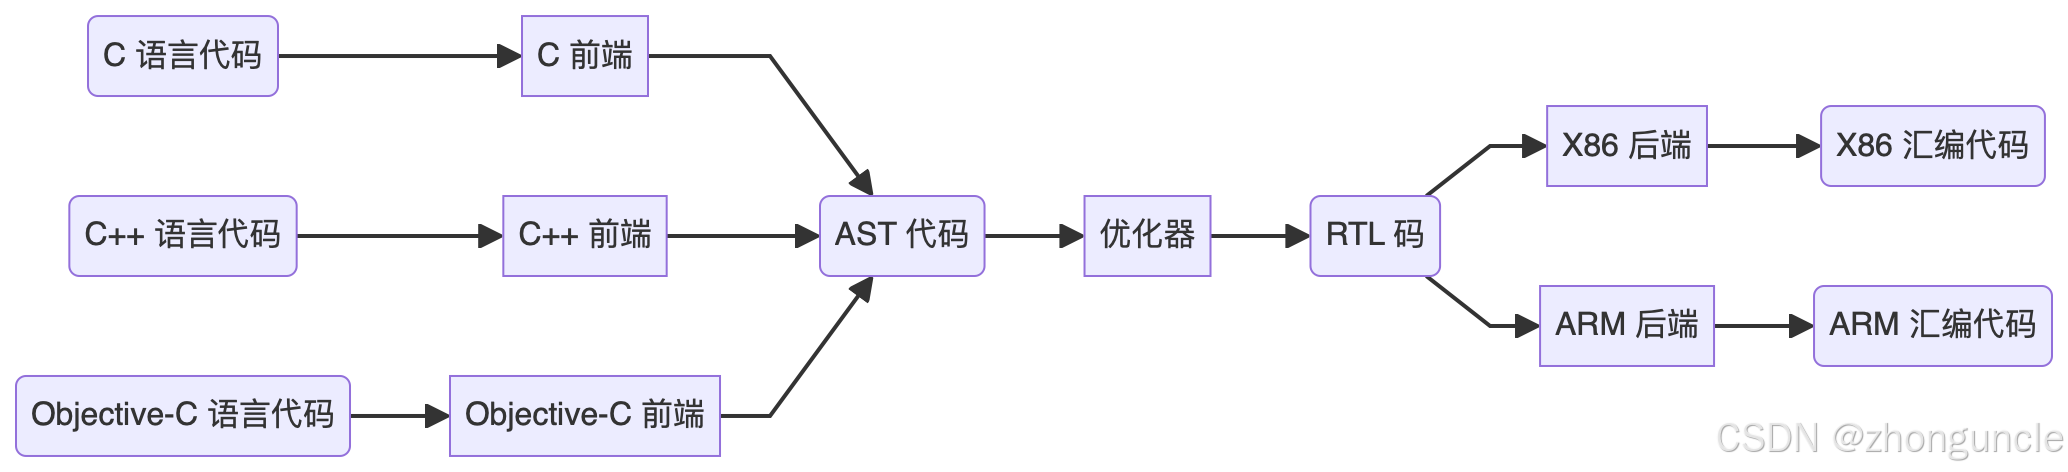 C 语言代码
C 前端
X86 后端
X86 汇编代码
C++ 语言代码
C++ 前端
AST 代码
优化器
RTL 码
ARM 后端
ARM 汇编代码
Objective-C 语言代码
Objective-C 前端
CSDN @zhonguncle